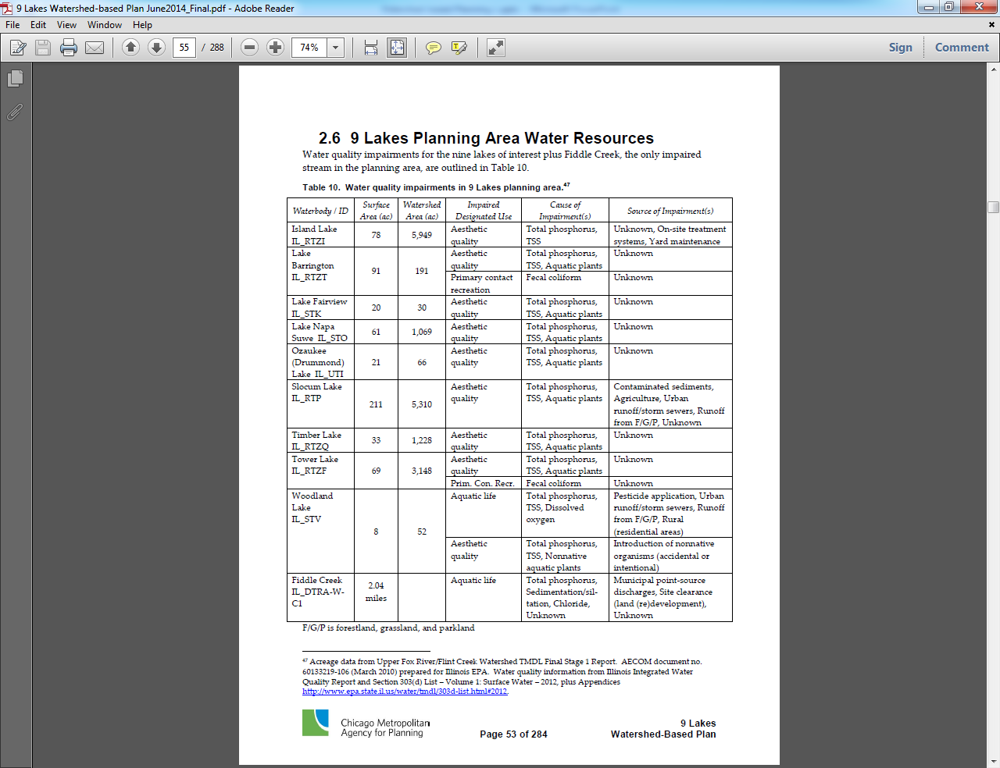 9 Lakes Watershed-based Plan June2014_Final.pdf - Adobe Reader
File Edit View Window Help
55 / 288 74% Sign Comment
2.6 9 Lakes Planning Area Water Resources
Water quality impairments for the nine lakes of interest plus Fiddle Creek, the only impaired
stream in the planning area, are outlined in Table 10.
Table 10. Water quality impairments in 9 Lakes planning area.47
Waterbody / ID
Surface
Area (ac)
Watershed
Area (ac)
Impaired
Designated Use
Cause of
Impairment(s)
Source of Impairment(s)
Island Lake
IL_RTZI
78
5,949
Aesthetic
quality
Total phosphorus,
TSS
Unknown, On-site treatment
systems, Yard maintenance
Lake
Barrington
IL_RTZT
91
191
Aesthetic
quality
Total phosphorus,
TSS, Aquatic plants
Unknown
Primary contact
recreation
Fecal coliform
Unknown
Lake Fairview
IL_STK
20
30
Aesthetic
quality
Total phosphorus,
TSS, Aquatic plants
Unknown
Lake Napa
Suwe IL_STO
61
1,069
Aesthetic
quality
Total phosphorus,
TSS, Aquatic plants
Unknown
Ozaukee
(Drummond)
Lake IL_UTI
21
66
Aesthetic
quality
Total phosphorus,
TSS, Aquatic plants
Unknown
Slocum Lake
IL_RTP
211
5,310
Aesthetic
quality
Total phosphorus,
TSS, Aquatic plants
Contaminated sediments,
Agriculture, Urban
runoff/storm sewers, Runoff
from F/G/P, Unknown
Timber Lake
IL_RTZQ
33
1,228
Aesthetic
quality
Total phosphorus,
TSS, Aquatic plants
Unknown
Tower Lake
IL_RTZF
69
3,148
Aesthetic
quality
Total phosphorus,
TSS, Aquatic plants
Unknown
Prim. Con. Recr.
Fecal coliform
Unknown
Woodland
Lake
IL_STV
8
52
Aquatic life
Total phosphorus,
TSS, Dissolved
oxygen
Pesticide application, Urban
runoff/storm sewers, Runoff
from F/G/P, Rural
(residential areas)
Aesthetic
quality
Total phosphorus,
TSS, Nonnative
aquatic plants
Introduction of nonnative
organisms (accidental or
intentional)
Fiddle Creek
IL_DTRA-W-
C1
2.04
miles
Aquatic life
Total phosphorus,
Sedimentation/sil-
tation, Chloride,
Unknown
Municipal point-source
discharges, Site clearance
(land (re)development),
Unknown
F/G/P is forestland, grassland, and parkland
47 Acreage data from Upper Fox River/Flint Creek Watershed TMDL Final Stage 1 Report. AECOM document no.
60133219-106 (March 2010) prepared for Illinois EPA. Water quality information from Illinois Integrated Water
Quality Report and Section 303(d) List – Volume 1: Surface Water – 2012, plus Appendices
http://www.epa.state.il.us/water/tmdl/303d-list.html#2012.
Chicago Metropolitan
Agency for Planning
Page 53 of 284
9 Lakes
Watershed-Based Plan